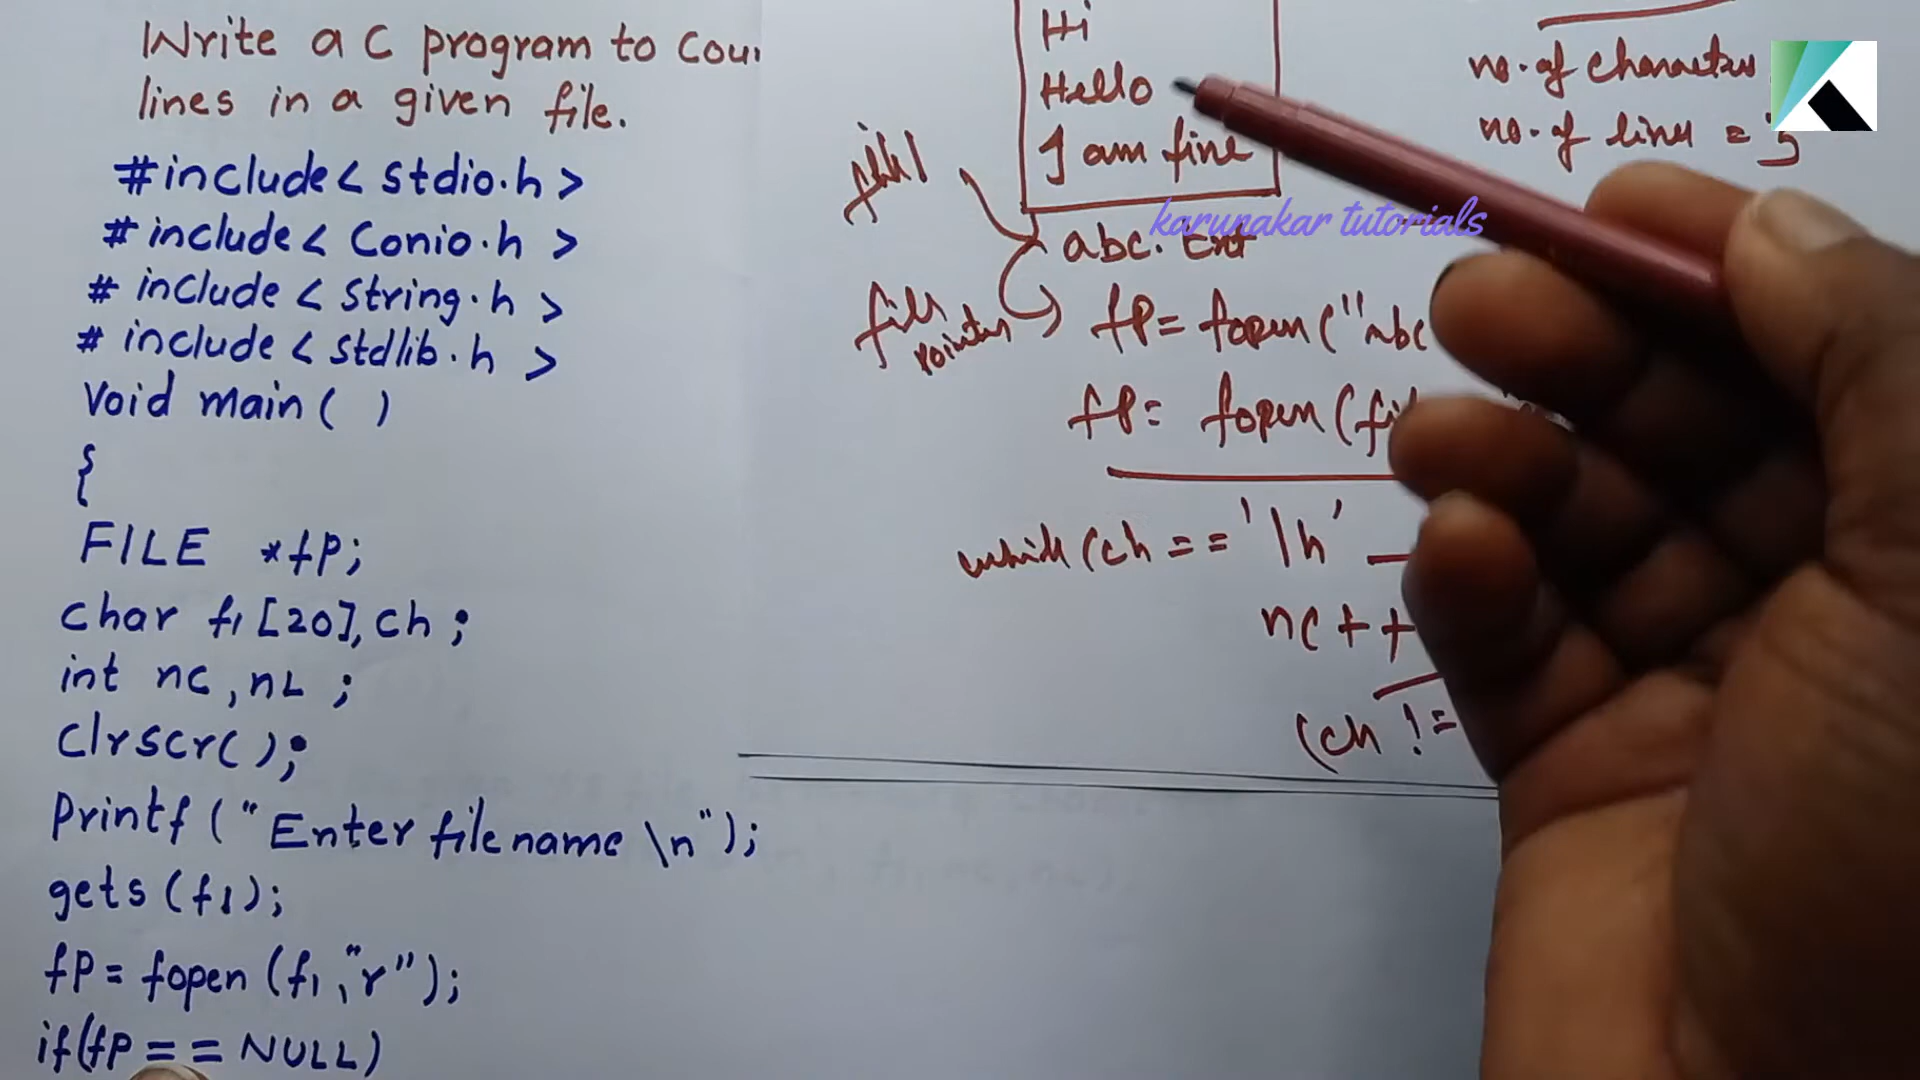 Write a C program to cou
lines in a given file.
#include< stdio.h >
#include< Conio.h >
# include < string.h >
# include < stdlib.h >
Void main( )
{
FILE *fp;
char f1[20], ch;
int nc, nL ;
clrscr();
Printf ( "Enter file name \n");
gets (f1);
fp= fopen (f1,"r");
if(fp == NULL)
Hi
Hello
I am fine
abc.txt
file
pointer
fp= fopen("abc
fp= fopen(fi
while (ch == '\n'
nc++
(ch !=
no. of characters
no. of lines = 3
karunakar tutorials